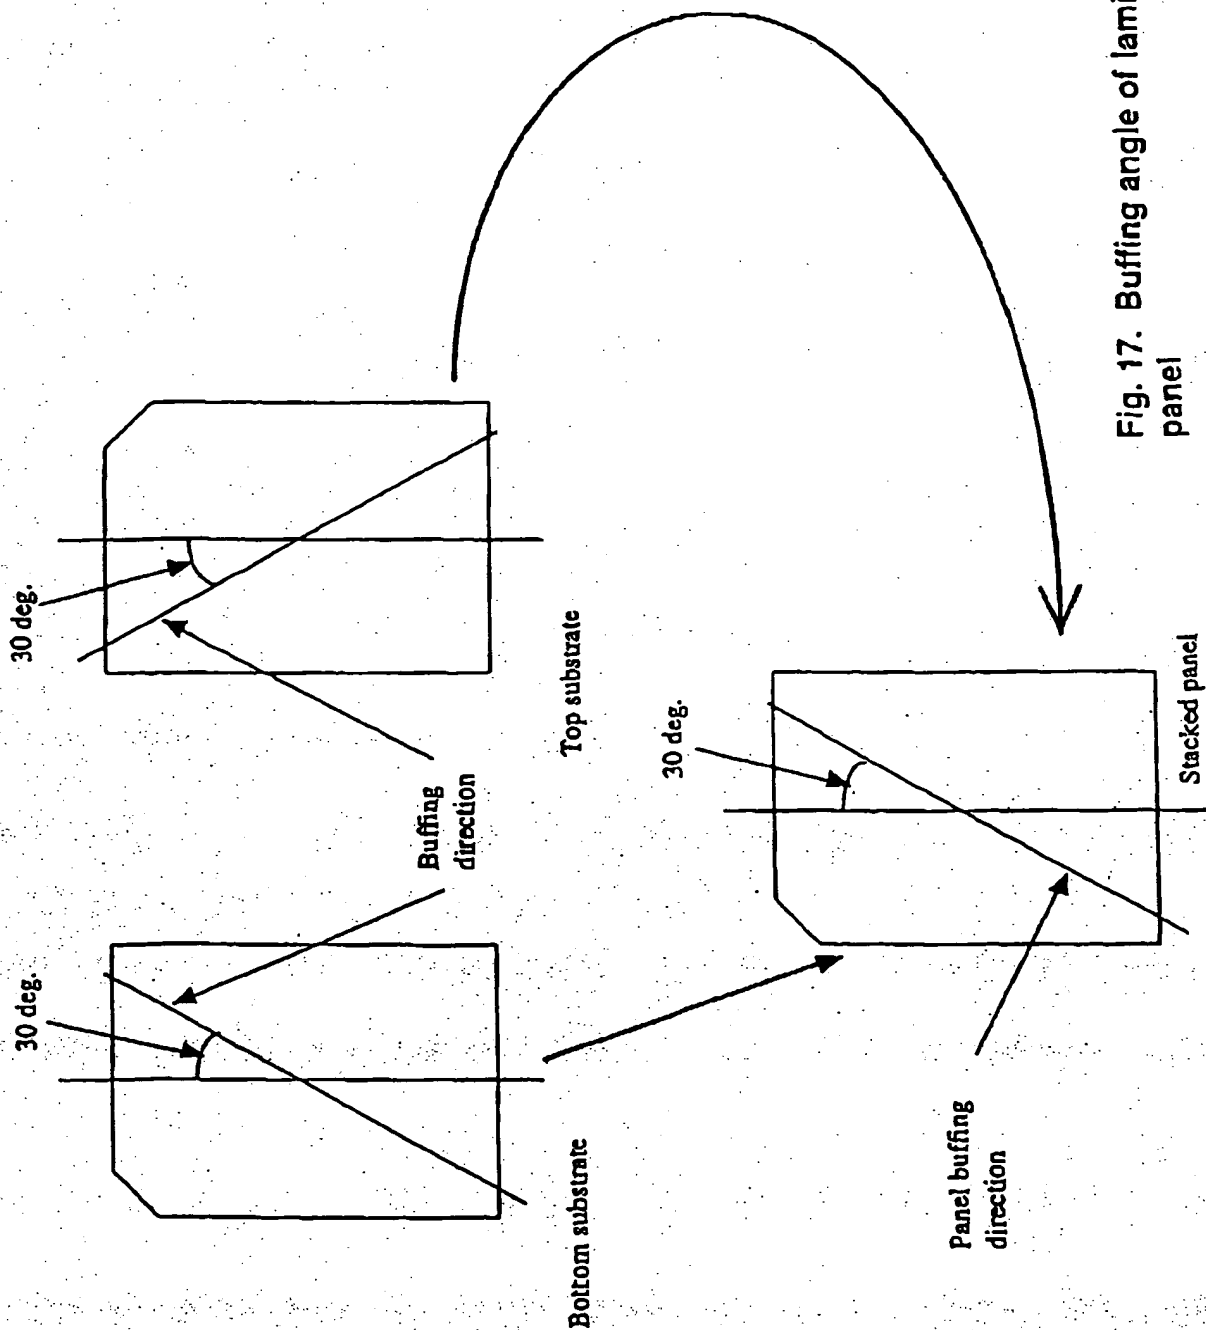 30 deg.
30 deg.
Buffing
direction
Bottom substrate
Top substrate
30 deg.
Panel buffing
direction
Stacked panel
Fig. 17. Buffing angle of lami
panel